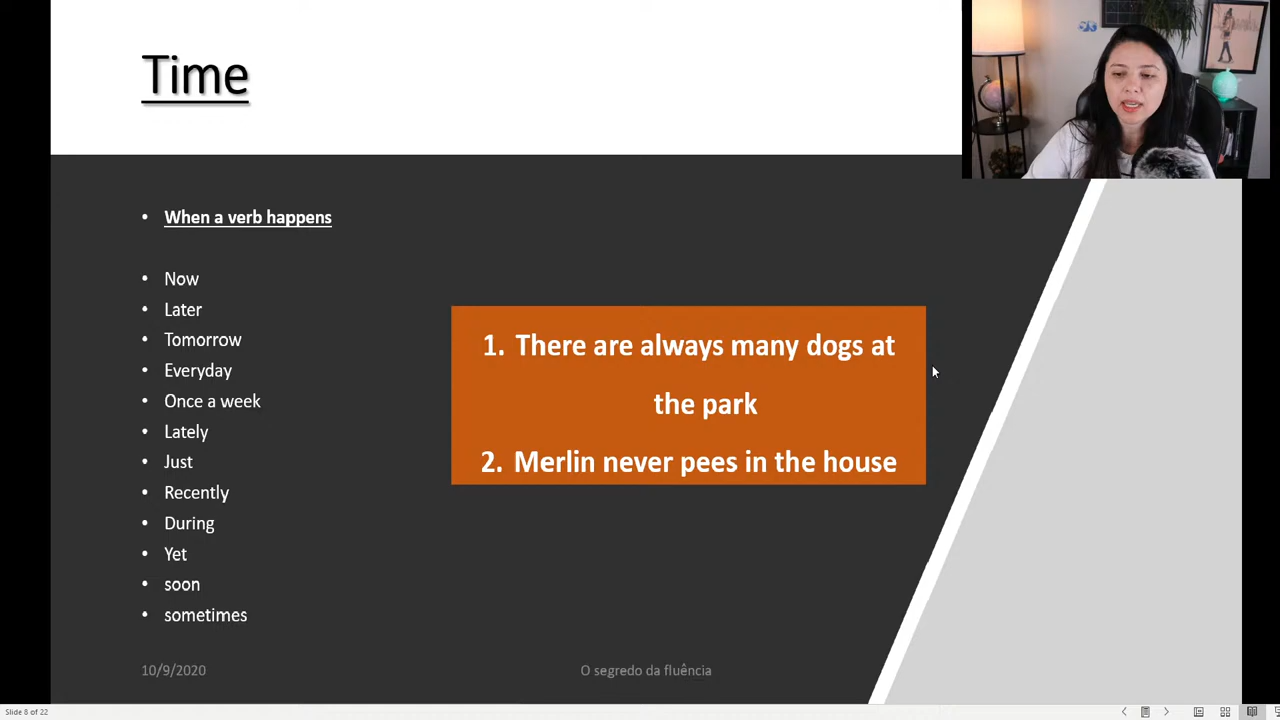 Time
When a verb happens
Now
Later
Tomorrow
Everyday
Once a week
Lately
Just
Recently
During
Yet
soon
sometimes
1. There are always many dogs at
the park
2. Merlin never pees in the house
10/9/2020
O segredo da fluência
Slide 8 of 22